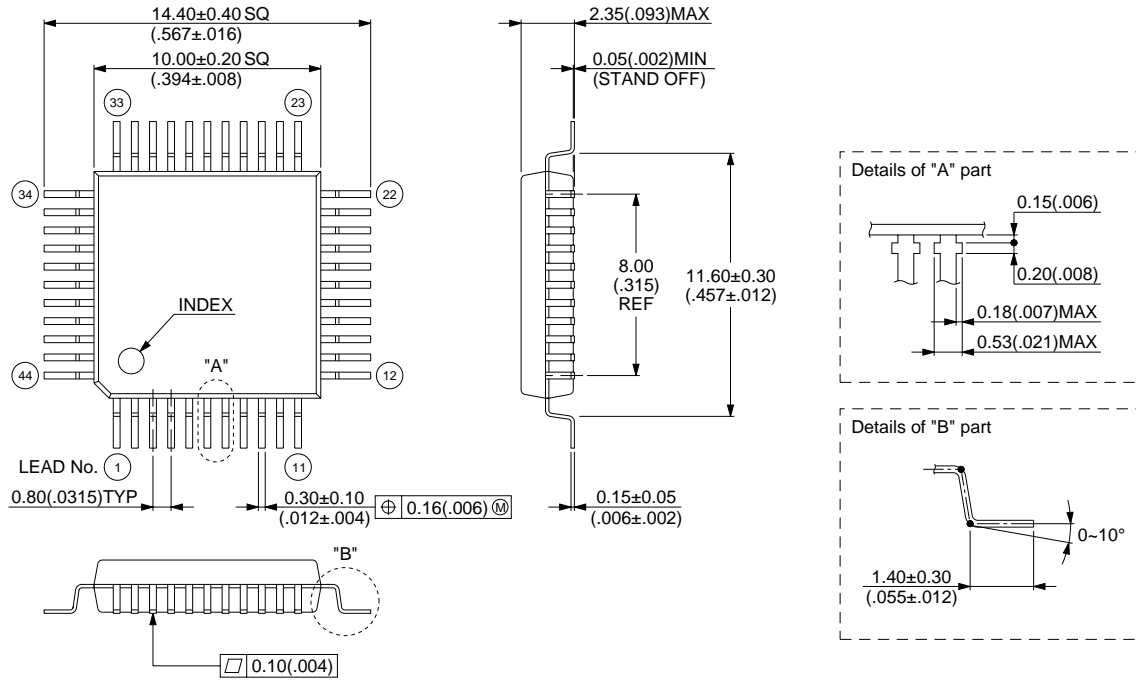 14.40±0.40 SQ
(.567±.016)
10.00±0.20 SQ
(.394±.008)
33
23
34
22
INDEX
"A"
44
12
LEAD No. 1
11
0.80(.0315)TYP
0.30±0.10
(.012±.004)
⌖ 0.16(.006) Ⓜ
2.35(.093)MAX
0.05(.002)MIN
(STAND OFF)
8.00
(.315)
REF
11.60±0.30
(.457±.012)
0.15±0.05
(.006±.002)
"B"
⏥ 0.10(.004)
Details of "A" part
0.15(.006)
0.20(.008)
0.18(.007)MAX
0.53(.021)MAX
Details of "B" part
0~10°
1.40±0.30
(.055±.012)